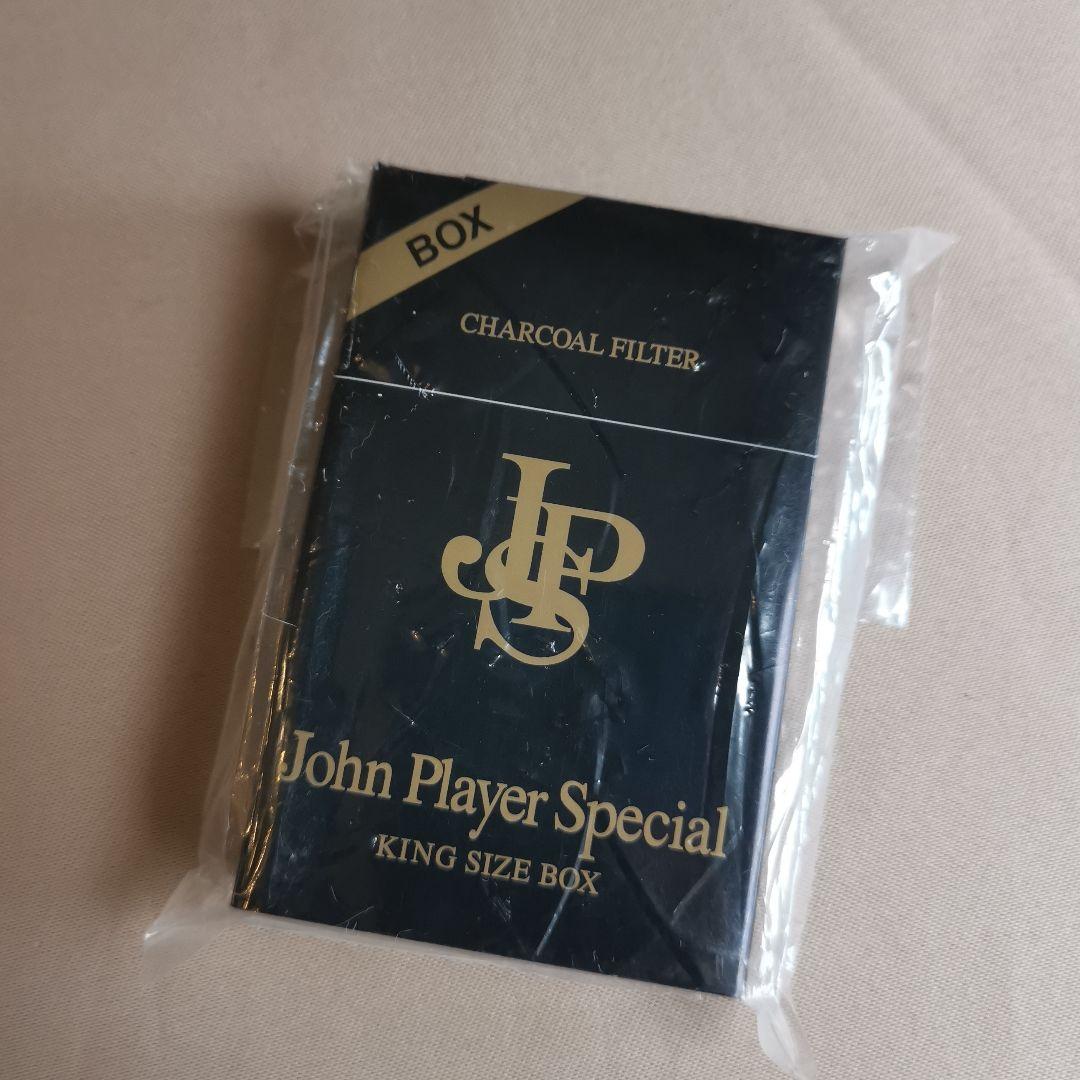 BOX
CHARCOAL FILTER
JPS
John Player Special
KING SIZE BOX